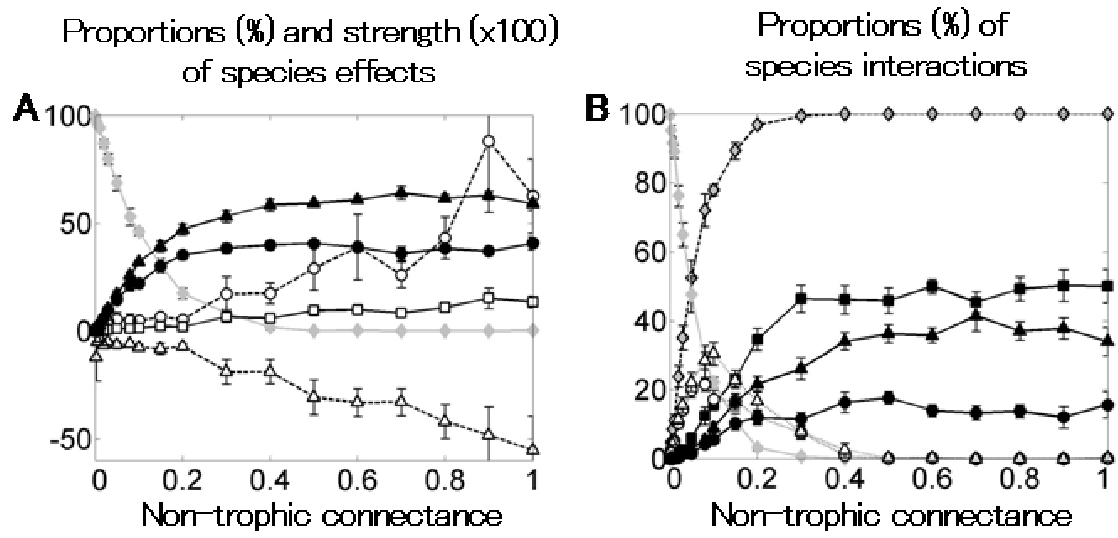 Proportions (%) and strength (x100)
of species effects
Proportions (%) of
species interactions
A
100
50
0
-50
0 0.2 0.4 0.6 0.8 1
Non-trophic connectance
B
100
80
60
40
20
0
0 0.2 0.4 0.6 0.8 1
Non-trophic connectance